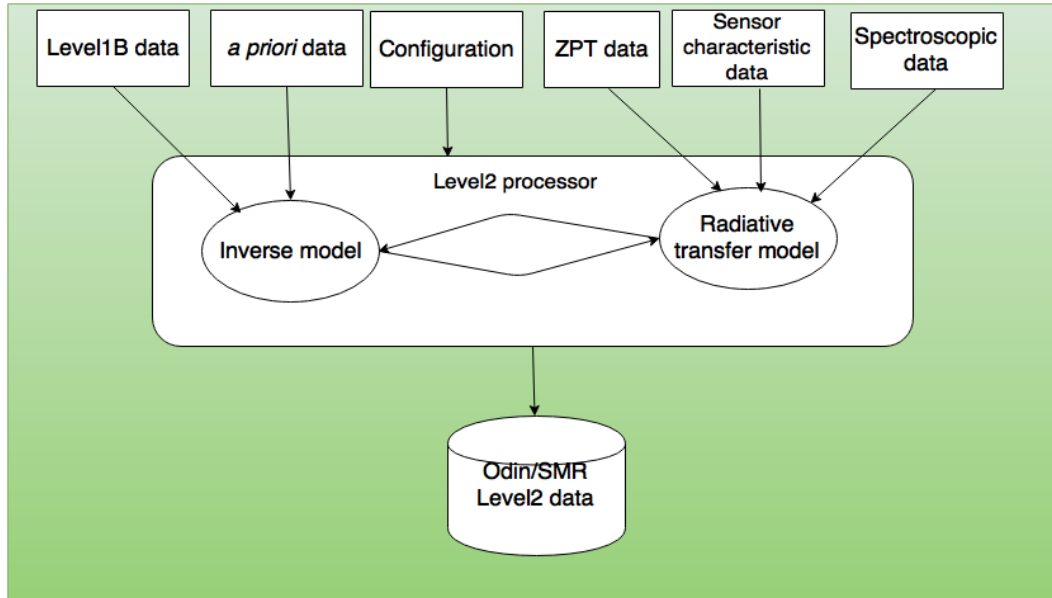 Level1B data
a priori data
Configuration
ZPT data
Sensor
characteristic
data
Spectroscopic
data
Level2 processor
Inverse model
Radiative
transfer model
Odin/SMR
Level2 data